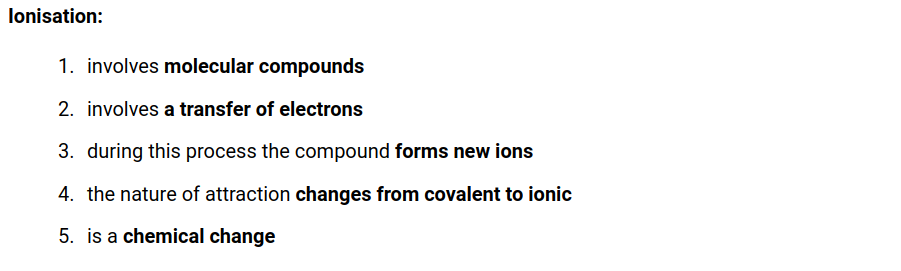 Ionisation:
1. involves molecular compounds
2. involves a transfer of electrons
3. during this process the compound forms new ions
4. the nature of attraction changes from covalent to ionic
5. is a chemical change